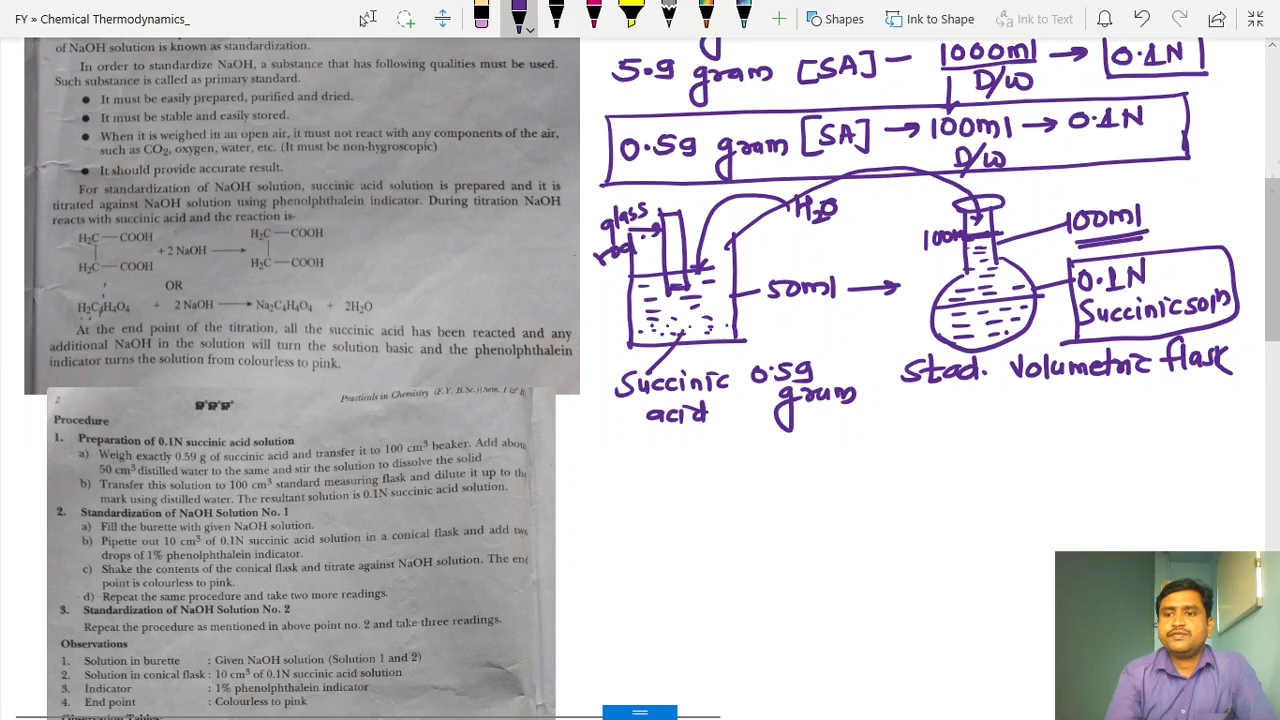 FY » Chemical Thermodynamics_
Shapes
Ink to Shape
Ink to Text
of NaOH solution is known as standardization.
In order to standardize NaOH, a substance that has following qualities must be used.
Such substance is called as primary standard.
● It must be easily prepared, purified and dried.
● It must be stable and easily stored.
● When it is weighed in an open air, it must not react with any components of the air,
such as CO₂, oxygen, water, etc. (It must be non-hygroscopic)
● It should provide accurate result.
For standardization of NaOH solution, succinic acid solution is prepared and it is
titrated against NaOH solution using phenolphthalein indicator. During titration NaOH
reacts with succinic acid and the reaction is-
H₂C — COOH H₂C — COOH
+ 2 NaOH ⟶
H₂C — COOH H₂C — COOH
OR
H₂C₄H₄O₄ + 2 NaOH ⟶ Na₂C₄H₄O₄ + 2H₂O
At the end point of the titration, all the succinic acid has been reacted and any
additional NaOH in the solution will turn the solution basic and the phenolphthalein
indicator turns the solution from colourless to pink.
2 Practicals in Chemistry (F.Y. B.Sc.) (Sem. I &
Procedure
1. Preparation of 0.1N succinic acid solution
a) Weigh exactly 0.59 g of succinic acid and transfer it to 100 cm³ beaker. Add abou
50 cm³ distilled water to the same and stir the solution to dissolve the solid
b) Transfer this solution to 100 cm³ standard measuring flask and dilute it up to the
mark using distilled water. The resultant solution is 0.1N succinic acid solution.
2. Standardization of NaOH Solution No. 1
a) Fill the burette with given NaOH solution.
b) Pipette out 10 cm³ of 0.1N succinic acid solution in a conical flask and add two
drops of 1% phenolphthalein indicator.
c) Shake the contents of the conical flask and titrate against NaOH solution. The end
point is colourless to pink.
d) Repeat the same procedure and take two more readings.
3. Standardization of NaOH Solution No. 2
Repeat the procedure as mentioned in above point no. 2 and take three readings.
Observations
1. Solution in burette : Given NaOH solution (Solution 1 and 2)
2. Solution in conical flask : 10 cm³ of 0.1N succinic acid solution
3. Indicator : 1% phenolphthalein indicator
4. End point : Colourless to pink
5.9 gram [SA] — 1000ml → 0.1N
D/W
0.59 gram [SA] → 100ml → 0.1N
D/W
glass
rod
H₂O
50ml →
Succinic 0.59
acid gram
100ml
100ml
0.1N
Succinic soln
Stad. Volumetric flask